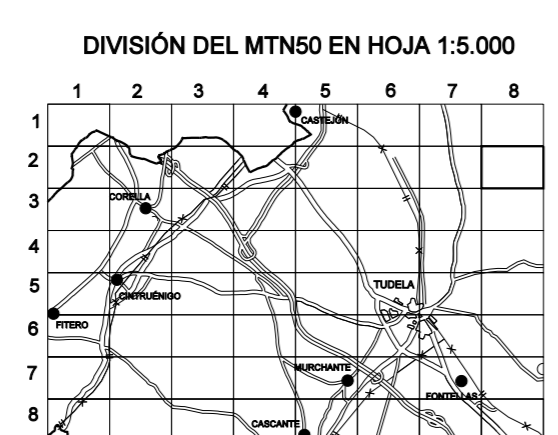 DIVISIÓN DEL MTN50 EN HOJA 1:5.000
1 2 3 4 5 6 7 8
1
CASTEJÓN
2
3
CORELLA
4
5
TUDELA
CINTRUÉNIGO
6
FITERO
7
MURCHANTE
FONTELLAS
8
CASCANTE